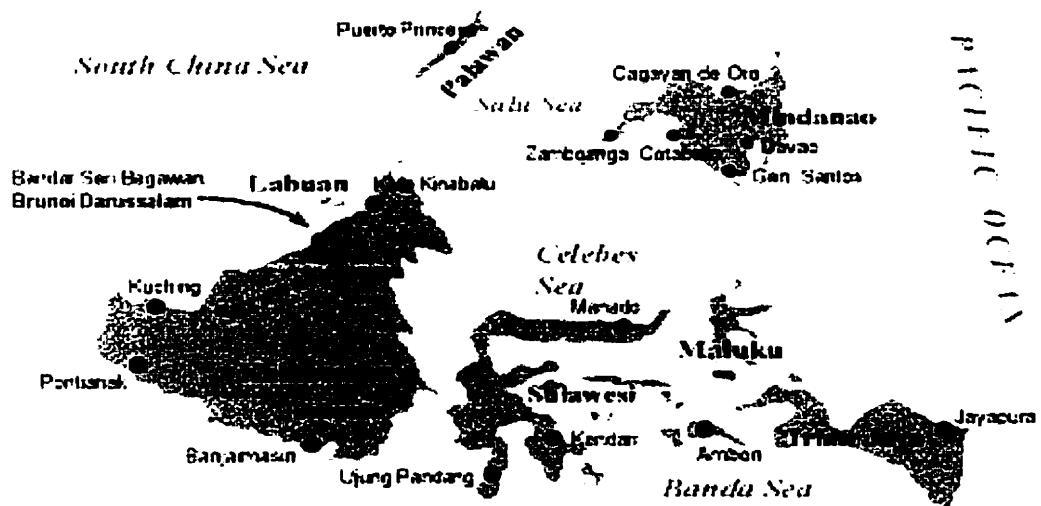 Puerto Princesa
Palawan
South China Sea
Sulu Sea
Cagayan de Oro
Mindanao
PACIFIC OCEAN
Zamboanga
Cotabato
Davao
Gen Santos
Bandar Seri Bagawan
Brunei Darussalam
Labuan
Kota Kinabalu
Celebes
Sea
Kuching
Manado
Maluku
Pontianak
Sulawesi
Jayapura
Banjarmasin
Kendari
Ambon
Ujung Pandang
Banda Sea